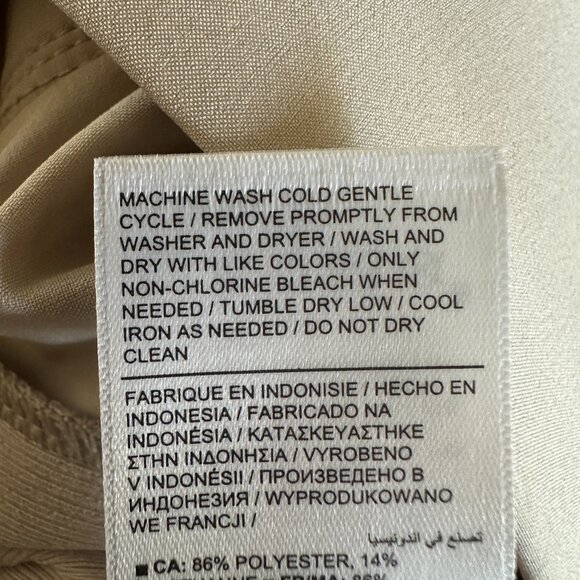 MACHINE WASH COLD GENTLE
CYCLE / REMOVE PROMPTLY FROM
WASHER AND DRYER / WASH AND
DRY WITH LIKE COLORS / ONLY
NON-CHLORINE BLEACH WHEN
NEEDED / TUMBLE DRY LOW / COOL
IRON AS NEEDED / DO NOT DRY
CLEAN
FABRIQUE EN INDONISIE / HECHO EN
INDONESIA / FABRICADO NA
INDONÉSIA / ΚΑΤΑΣΚΕΥΑΣΤΗΚΕ
ΣΤΗΝ ΙΝΔΟΝΗΣΙΑ / VYROBENO
V INDONÉSII / ПРОИЗВЕДЕНО В
ИНДОНЕЗИЯ / WYPRODUKOWANO
WE FRANCJI /
تصنع في اندونيسيا
■ CA: 86% POLYESTER, 14%